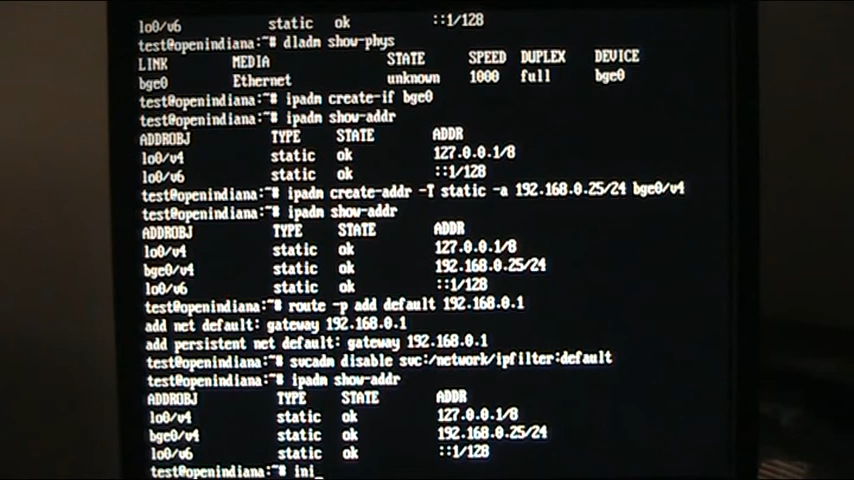 lo0/v6 static ok ::1/128
test@openindiana:~# dladm show-phys
LINK MEDIA STATE SPEED DUPLEX DEVICE
bge0 Ethernet unknown 1000 full bge0
test@openindiana:~# ipadm create-if bge0
test@openindiana:~# ipadm show-addr
ADDROBJ TYPE STATE ADDR
lo0/v4 static ok 127.0.0.1/8
lo0/v6 static ok ::1/128
test@openindiana:~# ipadm create-addr -T static -a 192.168.0.25/24 bge0/v4
test@openindiana:~# ipadm show-addr
ADDROBJ TYPE STATE ADDR
lo0/v4 static ok 127.0.0.1/8
bge0/v4 static ok 192.168.0.25/24
lo0/v6 static ok ::1/128
test@openindiana:~# route -p add default 192.168.0.1
add net default: gateway 192.168.0.1
add persistent net default: gateway 192.168.0.1
test@openindiana:~# svcadm disable svc:/network/ipfilter:default
test@openindiana:~# ipadm show-addr
ADDROBJ TYPE STATE ADDR
lo0/v4 static ok 127.0.0.1/8
bge0/v4 static ok 192.168.0.25/24
lo0/v6 static ok ::1/128
test@openindiana:~# ini_